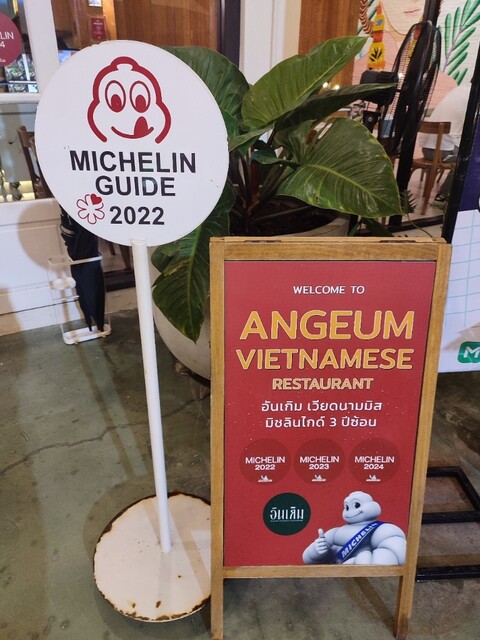 MICHELIN
GUIDE
2022
WELCOME TO
ANGEUM
VIETNAMESE
RESTAURANT
อันเกิม เวียดนามมิส
มิชลินไกด์ 3 ปีซ้อน
MICHELIN 2022
MICHELIN 2023
MICHELIN 2024
อันเกิม
MICHELIN